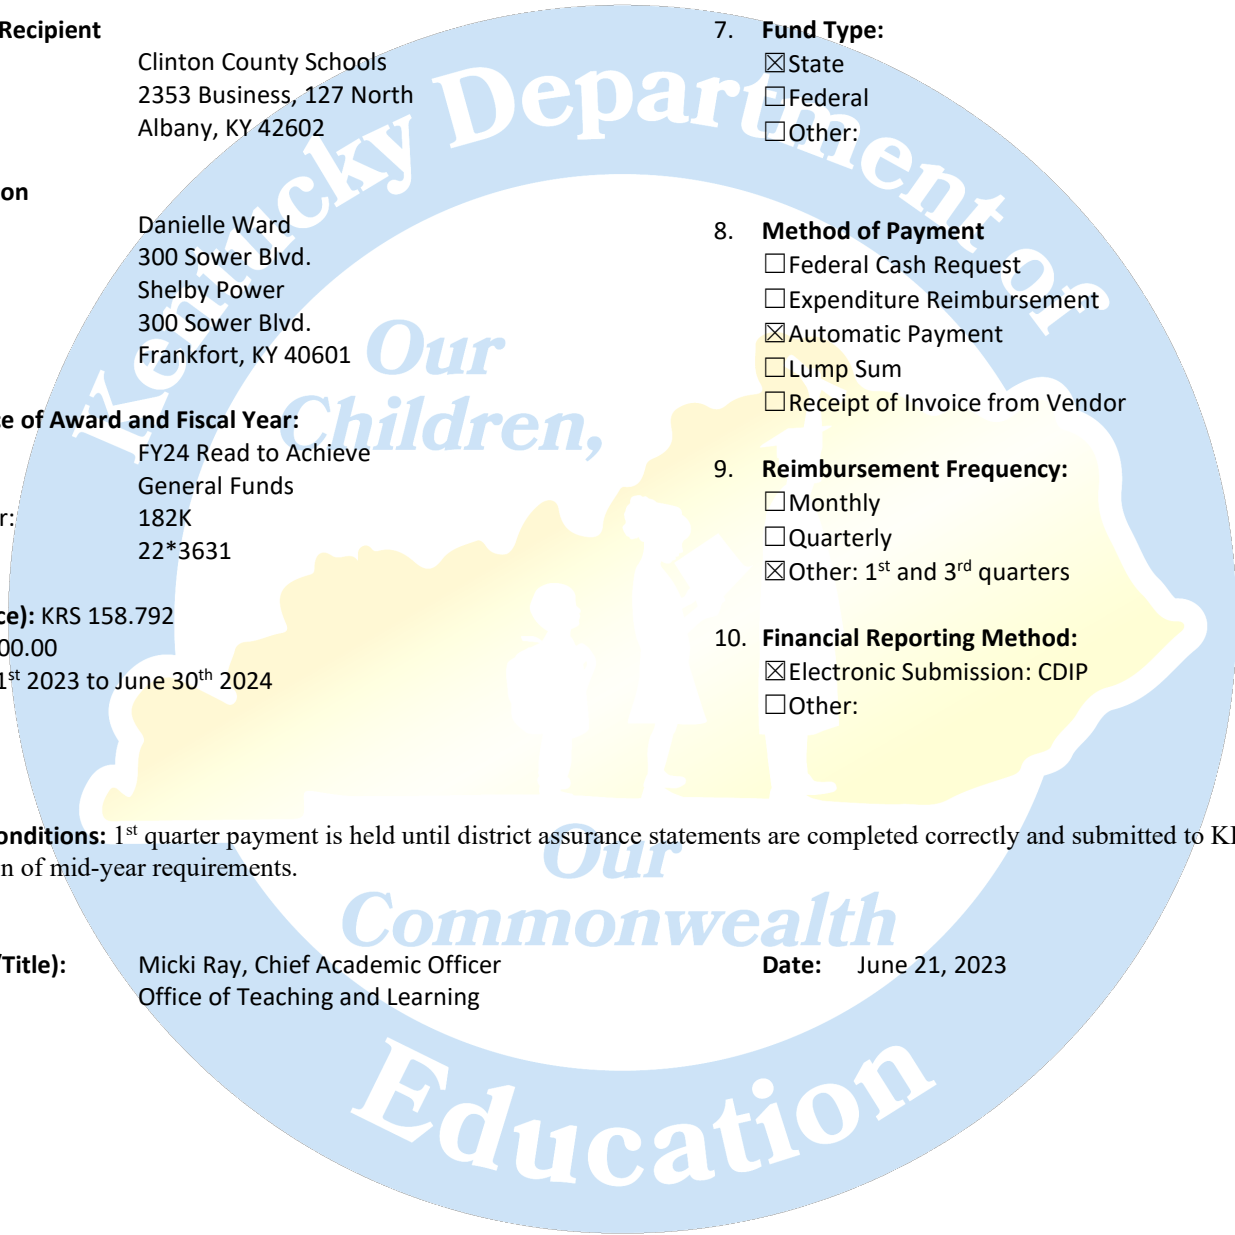 Recipient
Clinton County Schools
2353 Business, 127 North
Albany, KY 42602
on
Danielle Ward
300 Sower Blvd.
Shelby Power
300 Sower Blvd.
Frankfort, KY 40601
e of Award and Fiscal Year:
FY24 Read to Achieve
General Funds
r: 182K
22*3631
ce): KRS 158.792
00.00
1st 2023 to June 30th 2024
7. Fund Type:
☒State
☐Federal
☐Other:
8. Method of Payment
☐Federal Cash Request
☐Expenditure Reimbursement
☒Automatic Payment
☐Lump Sum
☐Receipt of Invoice from Vendor
9. Reimbursement Frequency:
☐Monthly
☐Quarterly
☒Other: 1st and 3rd quarters
10. Financial Reporting Method:
☒Electronic Submission: CDIP
☐Other:
onditions: 1st quarter payment is held until district assurance statements are completed correctly and submitted to
n of mid-year requirements.
Title): Micki Ray, Chief Academic Officer
Office of Teaching and Learning
Date: June 21, 2023
Kentucky Department of
Education
Our
Children,
Our
Commonwealth